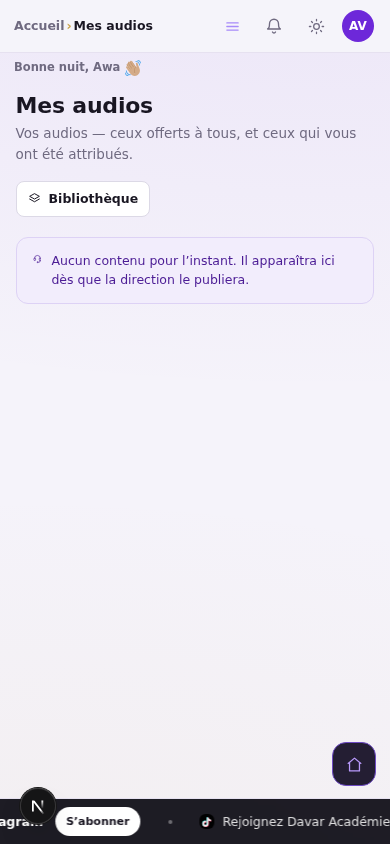 Accueil › Mes audios
AV
Bonne nuit, Awa 👋🏽
Mes audios
Vos audios — ceux offerts à tous, et ceux qui vous
ont été attribués.
Bibliothèque
Aucun contenu pour l’instant. Il apparaîtra ici
dès que la direction le publiera.
N
S’abonner
• Rejoignez Davar Académie